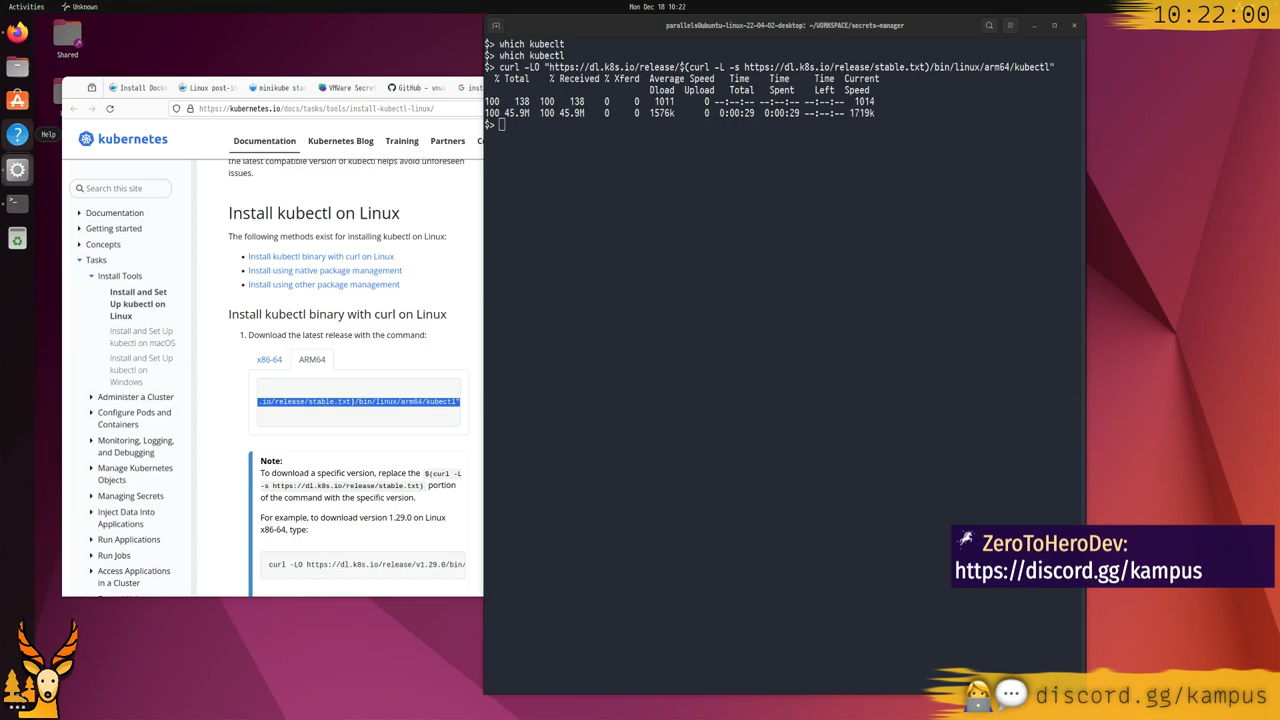 Activities
Unknown
Mon Dec 18 10:22
10:22:00
Shared
Help
parallels@ubuntu-linux-22-04-02-desktop: ~/WORKSPACE/secrets-manager
$> which kubeclt
$> which kubectl
$> curl -LO "https://dl.k8s.io/release/$(curl -L -s https://dl.k8s.io/release/stable.txt)/bin/linux/arm64/kubectl"
% Total % Received % Xferd Average Speed Time Time Time Current
Dload Upload Total Spent Left Speed
100 138 100 138 0 0 1011 0 --:--:-- --:--:-- --:--:-- 1014
100 45.9M 100 45.9M 0 0 1576k 0 0:00:29 0:00:29 --:--:-- 1719k
$>
Install Docke
Linux post-in
minikube star
VMWare Secret
GitHub - vmw
inst
https://kubernetes.io/docs/tasks/tools/install-kubectl-linux/
kubernetes
Documentation
Kubernetes Blog
Training
Partners
C
Search this site
Documentation
Getting started
Concepts
Tasks
Install Tools
Install and Set
Up kubectl on
Linux
Install and Set Up
kubectl on macOS
Install and Set Up
kubectl on
Windows
Administer a Cluster
Configure Pods and
Containers
Monitoring, Logging,
and Debugging
Manage Kubernetes
Objects
Managing Secrets
Inject Data Into
Applications
Run Applications
Run Jobs
Access Applications
in a Cluster
the latest compatible version of kubectl helps avoid unforeseen
issues.
Install kubectl on Linux
The following methods exist for installing kubectl on Linux:
Install kubectl binary with curl on Linux
Install using native package management
Install using other package management
Install kubectl binary with curl on Linux
1. Download the latest release with the command:
x86-64
ARM64
.io/release/stable.txt)/bin/linux/arm64/kubectl"
Note:
To download a specific version, replace the $(curl -L
-s https://dl.k8s.io/release/stable.txt) portion
of the command with the specific version.
For example, to download version 1.29.0 on Linux
x86-64, type:
curl -LO https://dl.k8s.io/release/v1.29.0/bin/
ZeroToHeroDev:
https://discord.gg/kampus
discord.gg/kampus